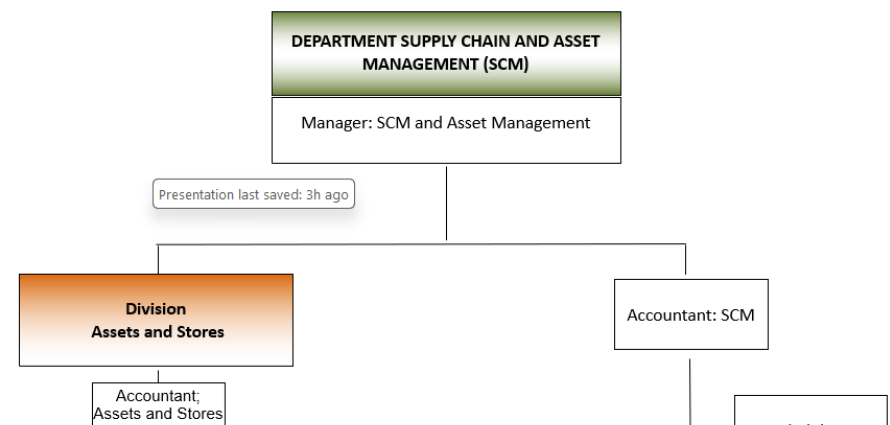 DEPARTMENT SUPPLY CHAIN AND ASSET
MANAGEMENT (SCM)
Manager: SCM and Asset Management
Presentation last saved: 3h ago
Division
Assets and Stores
Accountant: SCM
Accountant;
Assets and Stores